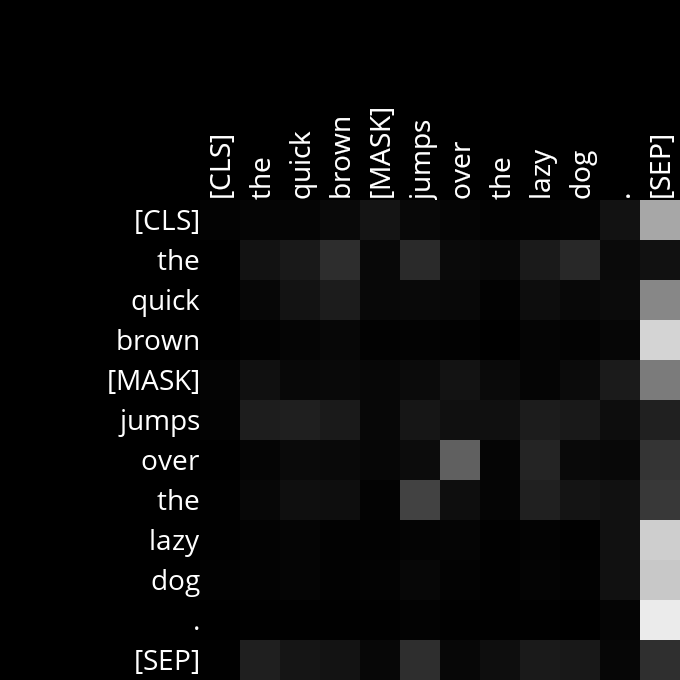 [CLS] the quick brown [MASK] jumps over the lazy dog . [SEP]
[CLS]
the
quick
brown
[MASK]
jumps
over
the
lazy
dog
.
[SEP]